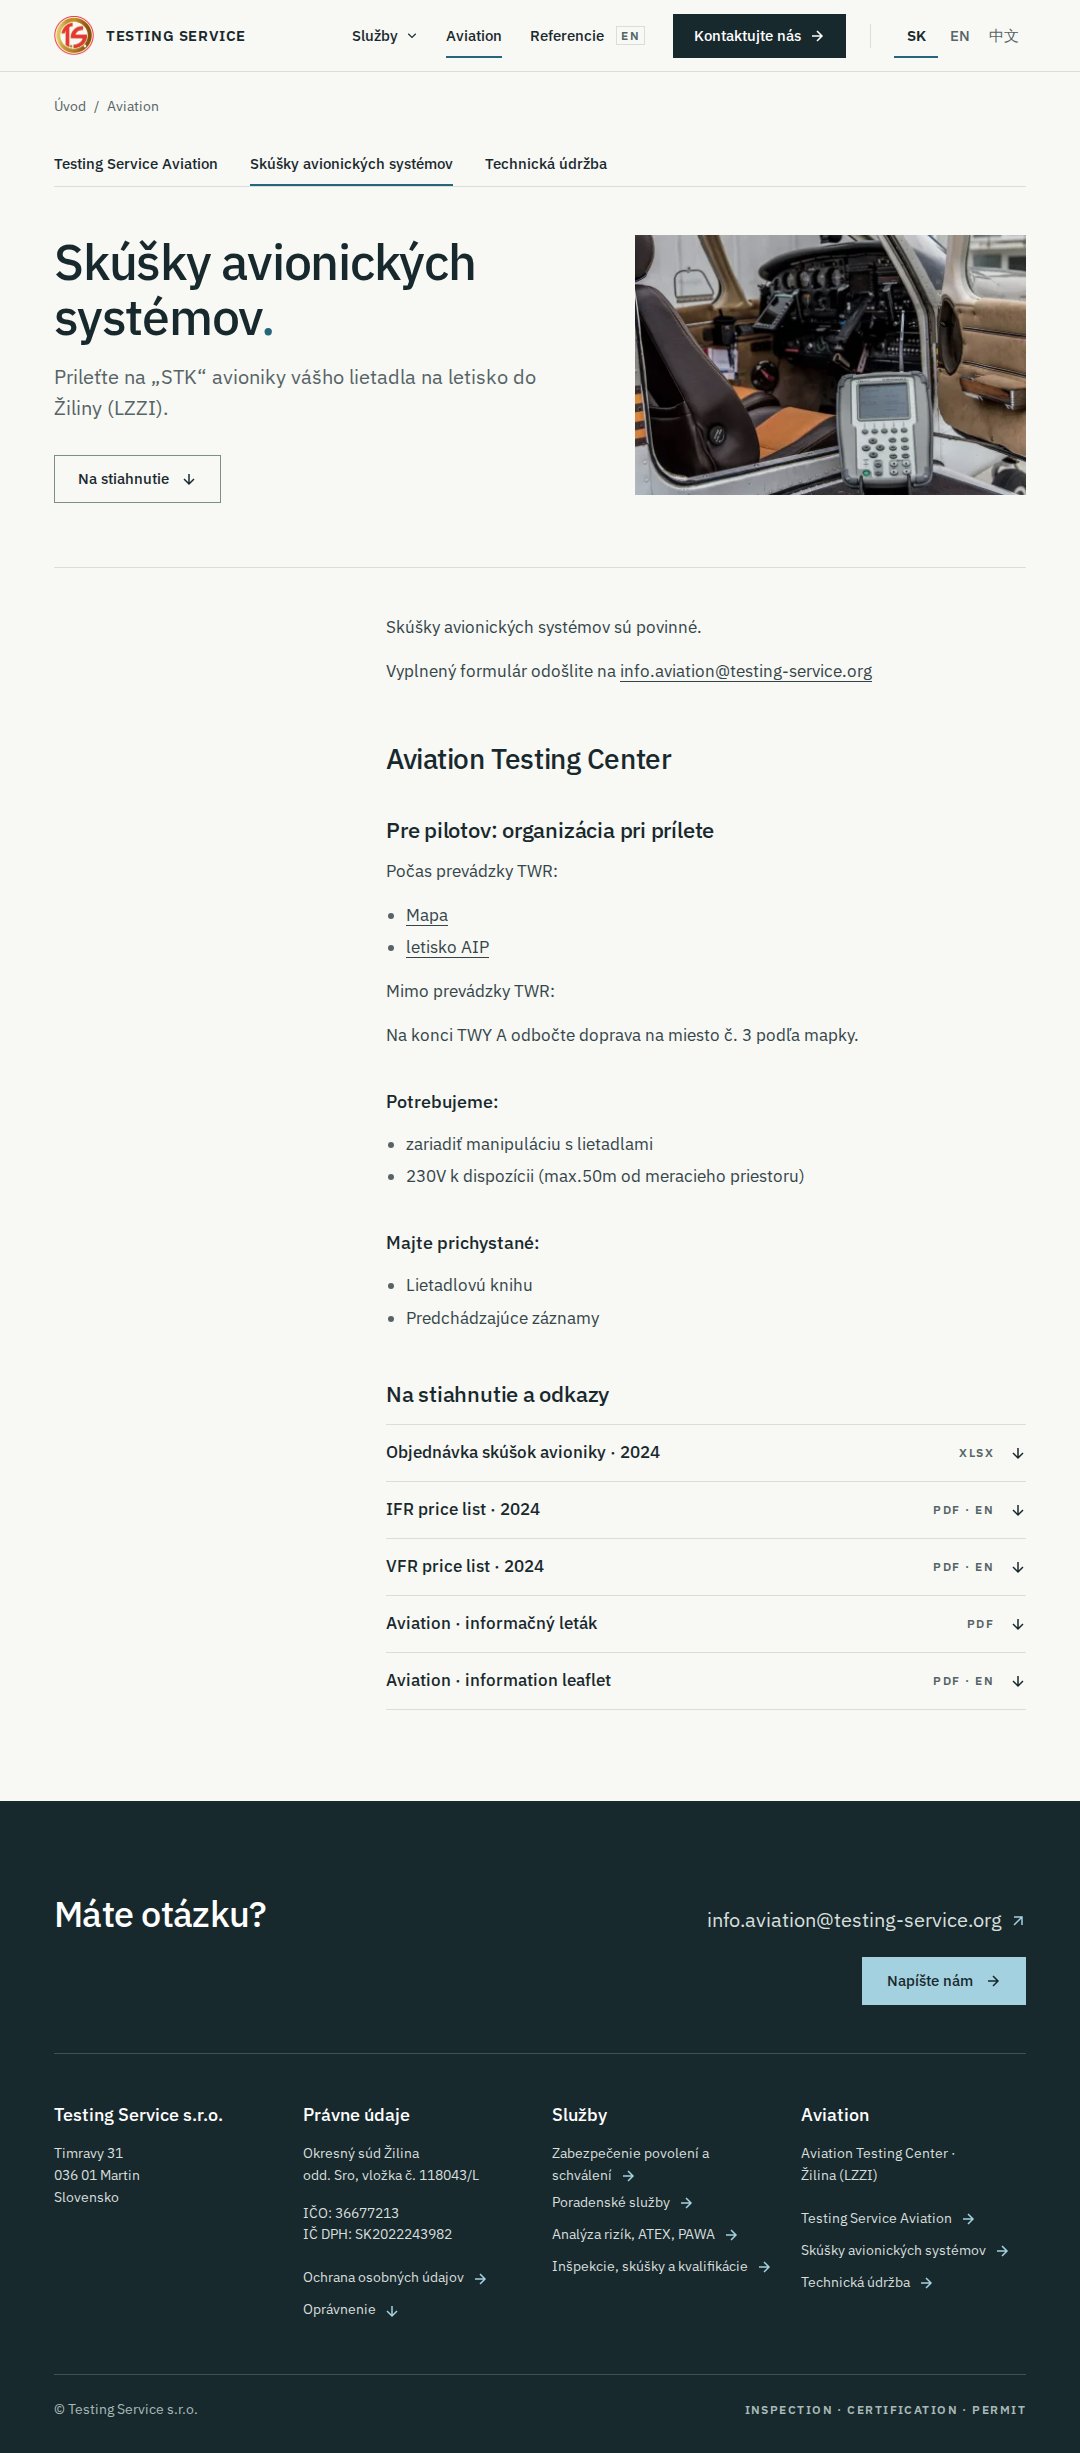 TESTING SERVICE
Služby
Aviation
Referencie EN
Kontaktujte nás →
SK EN 中文
Úvod / Aviation
Testing Service Aviation
Skúšky avionických systémov
Technická údržba
Skúšky avionických
systémov.
Prileťte na „STK“ avioniky vášho lietadla na letisko do
Žiliny (LZZI).
Na stiahnutie ↓
Skúšky avionických systémov sú povinné.
Vyplnený formulár odošlite na info.aviation@testing-service.org
Aviation Testing Center
Pre pilotov: organizácia pri prílete
Počas prevádzky TWR:
• Mapa
• letisko AIP
Mimo prevádzky TWR:
Na konci TWY A odbočte doprava na miesto č. 3 podľa mapky.
Potrebujeme:
• zariadiť manipuláciu s lietadlami
• 230V k dispozícii (max.50m od meracieho priestoru)
Majte prichystané:
• Lietadlovú knihu
• Predchádzajúce záznamy
Na stiahnutie a odkazy
Objednávka skúšok avioniky · 2024 XLSX ↓
IFR price list · 2024 PDF · EN ↓
VFR price list · 2024 PDF · EN ↓
Aviation · informačný leták PDF ↓
Aviation · information leaflet PDF · EN ↓
Máte otázku?
info.aviation@testing-service.org ↗
Napíšte nám →
Testing Service s.r.o.
Timravy 31
036 01 Martin
Slovensko
Právne údaje
Okresný súd Žilina
odd. Sro, vložka č. 118043/L
IČO: 36677213
IČ DPH: SK2022243982
Ochrana osobných údajov →
Oprávnenie ↓
Služby
Zabezpečenie povolení a
schválení →
Poradenské služby →
Analýza rizík, ATEX, PAWA →
Inšpekcie, skúšky a kvalifikácie →
Aviation
Aviation Testing Center ·
Žilina (LZZI)
Testing Service Aviation →
Skúšky avionických systémov →
Technická údržba →
© Testing Service s.r.o.
INSPECTION · CERTIFICATION · PERMIT